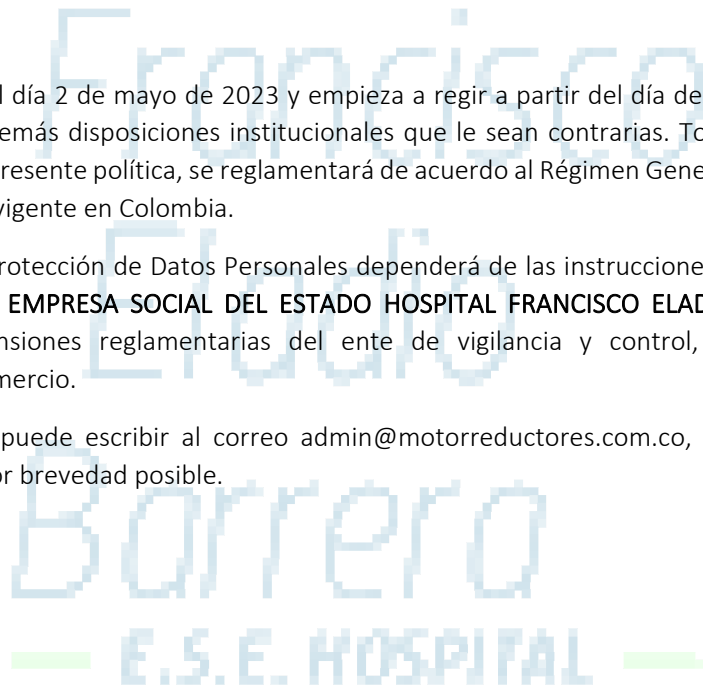 Francisco
l día 2 de mayo de 2023 y empieza a regir a partir del día de
emás disposiciones institucionales que le sean contrarias. To
resente política, se reglamentará de acuerdo al Régimen Gene
vigente en Colombia.
Eladio
rotección de Datos Personales dependerá de las instruccione
EMPRESA SOCIAL DEL ESTADO HOSPITAL FRANCISCO ELAD
nsiones reglamentarias del ente de vigilancia y control,
mercio.
puede escribir al correo admin@motorreductores.com.co,
or brevedad posible.
Barrera
E.S.E. HOSPITAL